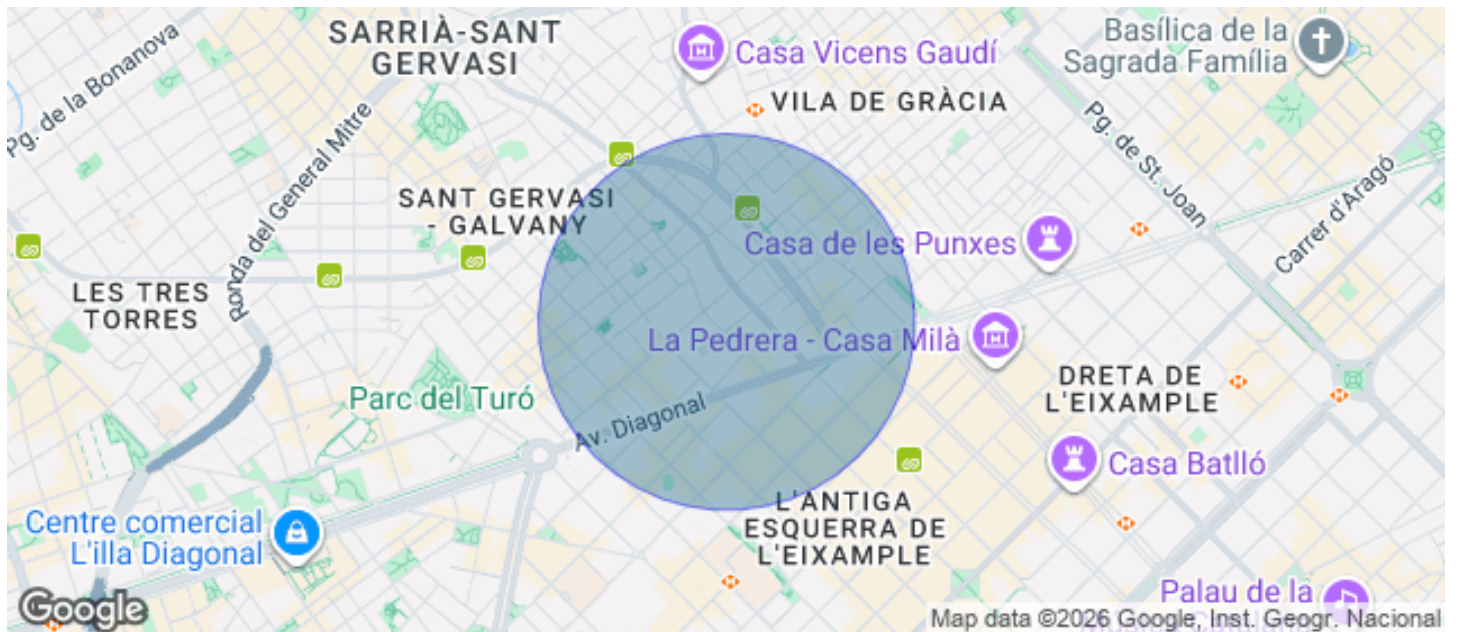 SARRIÀ-SANT
GERVASI
Pg. de la Bonanova
Casa Vicens Gaudí
Basílica de la
Sagrada Família
VILA DE GRÀCIA
Ronda del General Mitre
Pg. de St. Joan
SANT GERVASI
- GALVANY
Carrer d'Aragó
Casa de les Punxes
LES TRES
TORRES
La Pedrera - Casa Milà
Parc del Turó
DRETA DE
L'EIXAMPLE
Av. Diagonal
Casa Batlló
L'ANTIGA
ESQUERRA DE
L'EIXAMPLE
Centre comercial
L'illa Diagonal
Palau de la
Google
Map data ©2026 Google, Inst. Geogr. Nacional